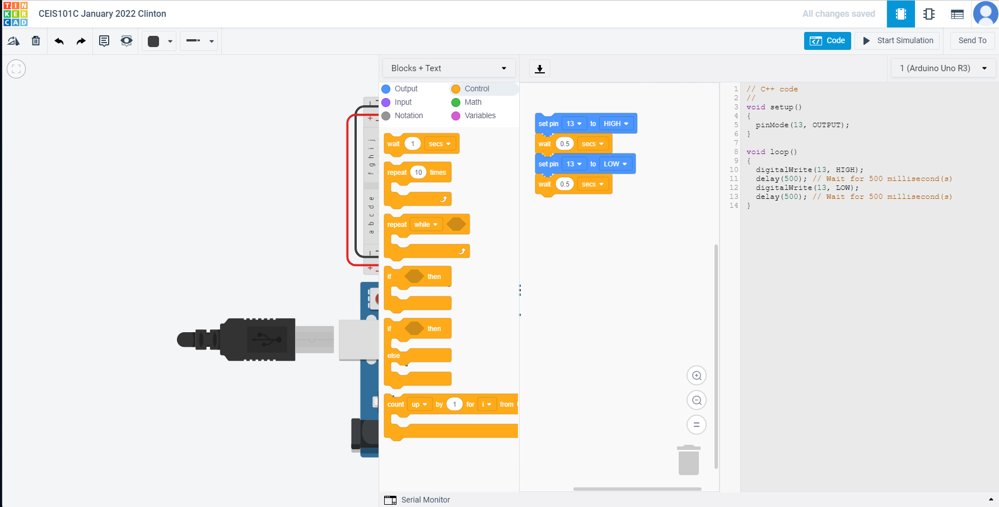 TIN
KER
CAD
CEIS101C January 2022 Clinton
All changes saved
Code
Start Simulation
Send To
Blocks + Text
1 (Arduino Uno R3)
Output
Control
Input
Math
Notation
Variables
wait 1 secs
repeat 10 times
repeat while
if then
if then
else
count up by 1 for i from
set pin 13 to HIGH
wait 0.5 secs
set pin 13 to LOW
wait 0.5 secs
1 // C++ code
2 //
3 void setup()
4 {
5 pinMode(13, OUTPUT);
6 }
7
8 void loop()
9 {
10 digitalWrite(13, HIGH);
11 delay(500); // Wait for 500 millisecond(s)
12 digitalWrite(13, LOW);
13 delay(500); // Wait for 500 millisecond(s)
14 }
a b c d e f g h i j
Serial Monitor